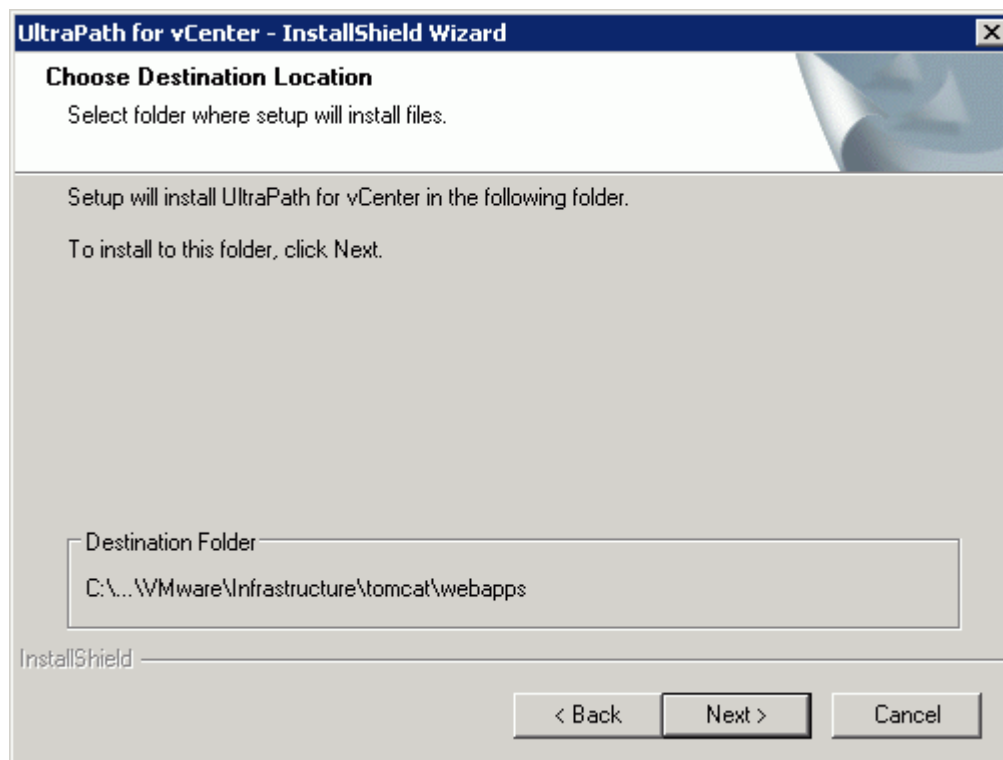 UltraPath for vCenter - InstallShield Wizard
Choose Destination Location
Select folder where setup will install files.
Setup will install UltraPath for vCenter in the following folder.
To install to this folder, click Next.
Destination Folder
C:\...\VMware\Infrastructure\tomcat\webapps
InstallShield
< Back Next > Cancel